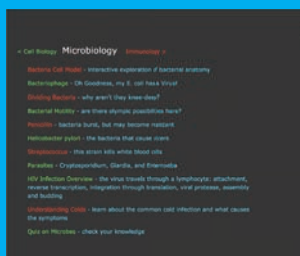 < Cell Biology Microbiology Immunology >
Bacteria Cell Model - interactive exploration if bacterial anatomy
Bacteriophage - Oh Goodness, my E. coli has a Virus!
Dividing Bacteria - why aren't they knee deep?
Bacterial Motility - are there olympic possibilities here?
Penicillin - bacteria burst, but may become resistant
Helicobacter pylori - the bacteria that cause ulcers
Streptococcus - this strain kills white blood cells
Parasites - Cryptosporidium, Giardia, and
HIV Infection Overview - the virus travels through a lymphocyte: attachment,
reverse transcription, integration through translation, viral protease, assembly
and budding
Understanding Colds - learn about the common cold infection and what causes
the symptoms
Quiz on Microbes - check your knowledge